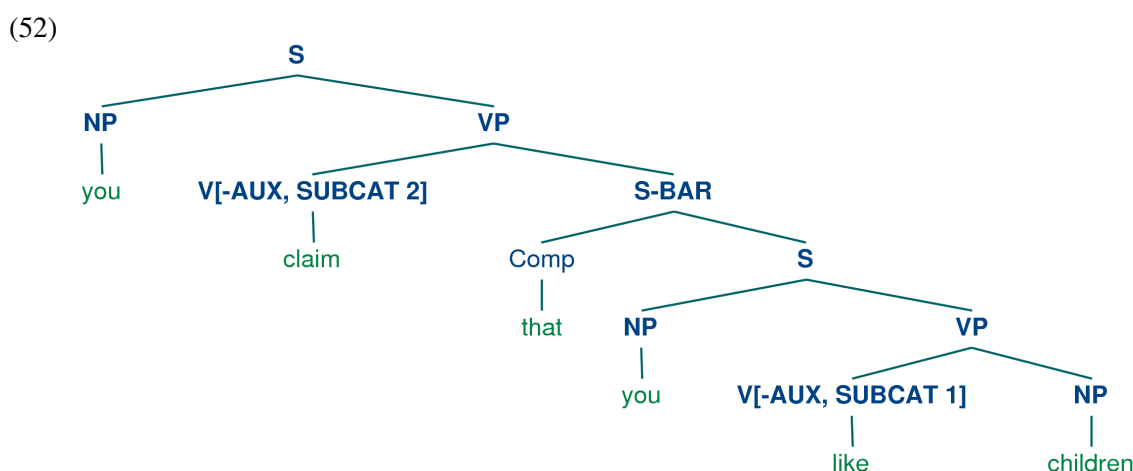 (52)
S
NP VP
you V[-AUX, SUBCAT 2] S-BAR
claim Comp S
that NP VP
you V[-AUX, SUBCAT 1] NP
like children